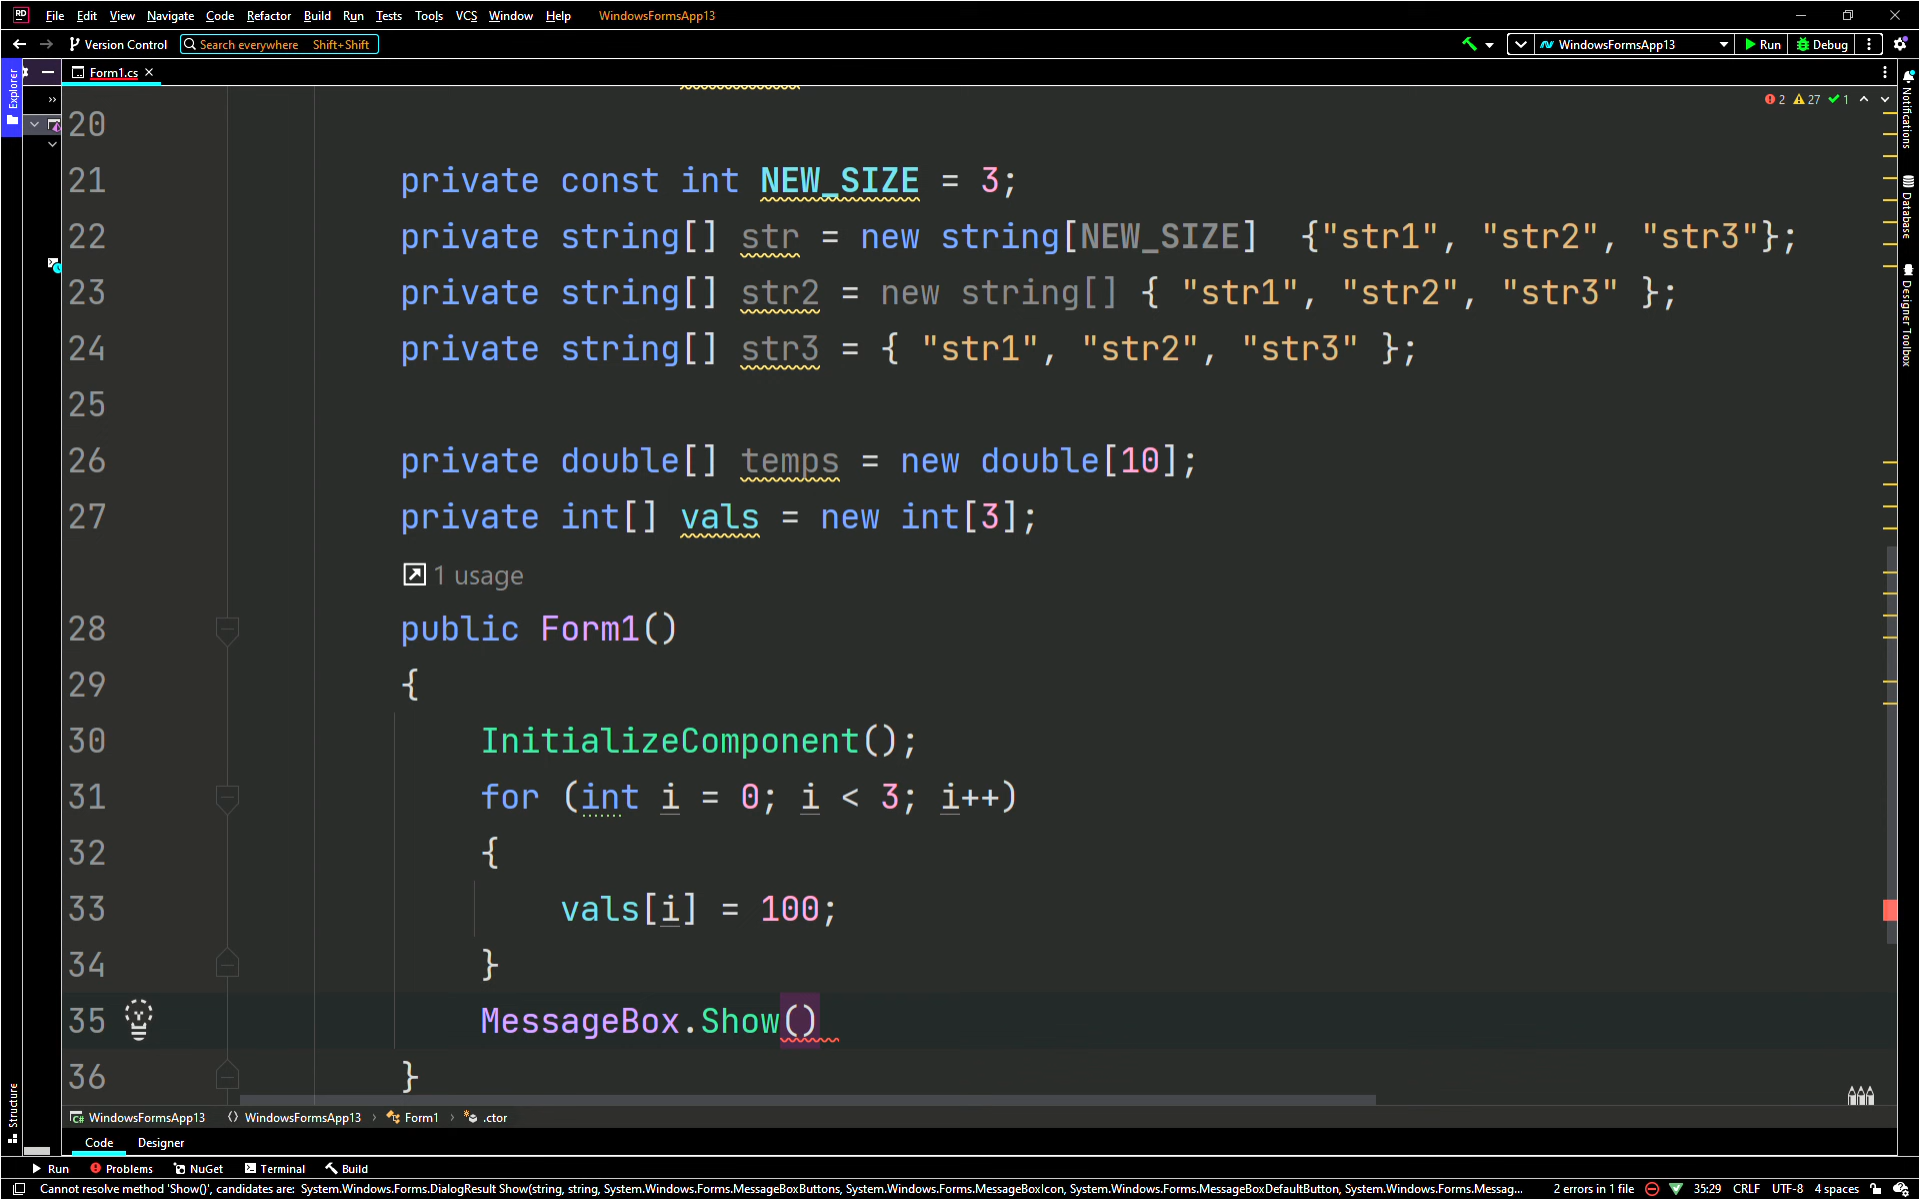 RD File Edit View Navigate Code Refactor Build Run Tests Tools VCS Window Help WindowsFormsApp13
Version Control Search everywhere Shift+Shift WindowsFormsApp13 Run Debug
Explorer
Form1.cs
2 27 1
Notifications
Database
Designer Toolbox
20
21 private const int NEW_SIZE = 3;
22 private string[] str = new string[NEW_SIZE] {"str1", "str2", "str3"};
23 private string[] str2 = new string[] { "str1", "str2", "str3" };
24 private string[] str3 = { "str1", "str2", "str3" };
25
26 private double[] temps = new double[10];
27 private int[] vals = new int[3];
1 usage
28 public Form1()
29 {
30 InitializeComponent();
31 for (int i = 0; i < 3; i++)
32 {
33 vals[i] = 100;
34 }
35 MessageBox.Show()
36 }
Structure
C# WindowsFormsApp13 WindowsFormsApp13 Form1 .ctor
Code Designer
Run Problems NuGet Terminal Build
Cannot resolve method 'Show()', candidates are: System.Windows.Forms.DialogResult Show(string, string, System.Windows.Forms.MessageBoxButtons, System.Windows.Forms.MessageBoxIcon, System.Windows.Forms.MessageBoxDefaultButton, System.Windows.Forms.Messag... 2 errors in 1 file 35:29 CRLF UTF-8 4 spaces